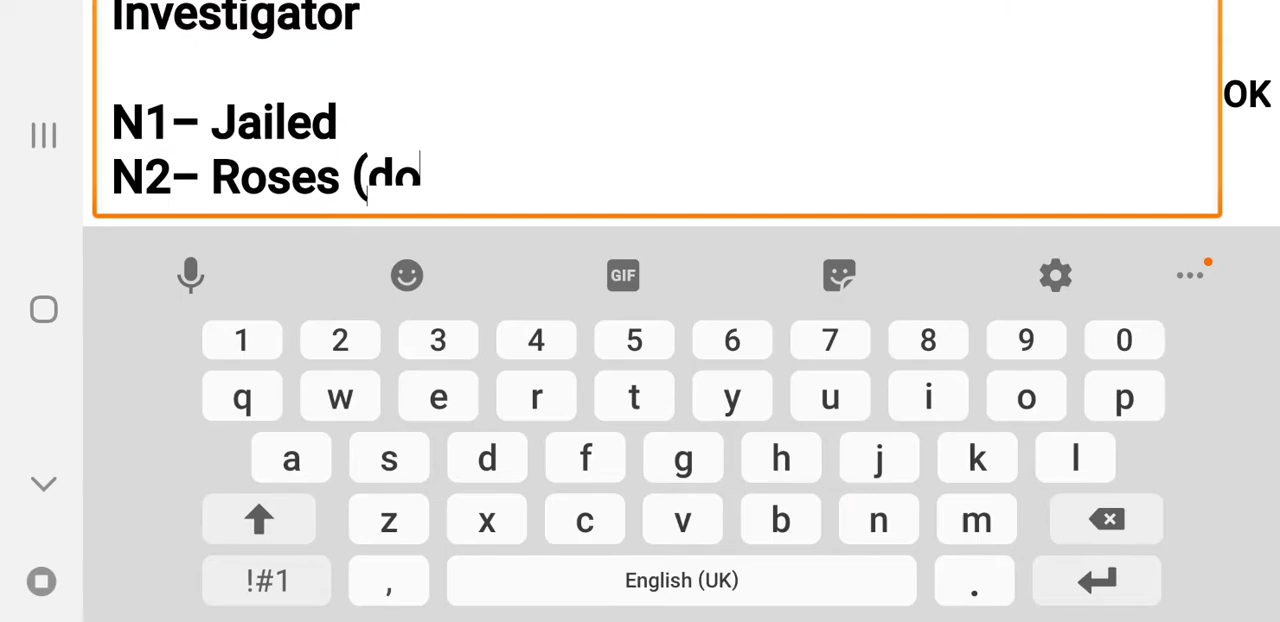 Investigator
N1– Jailed
N2– Roses (do
OK
GIF
1 2 3 4 5 6 7 8 9 0
q w e r t y u i o p
a s d f g h j k l
z x c v b n m
!#1 , English (UK) .